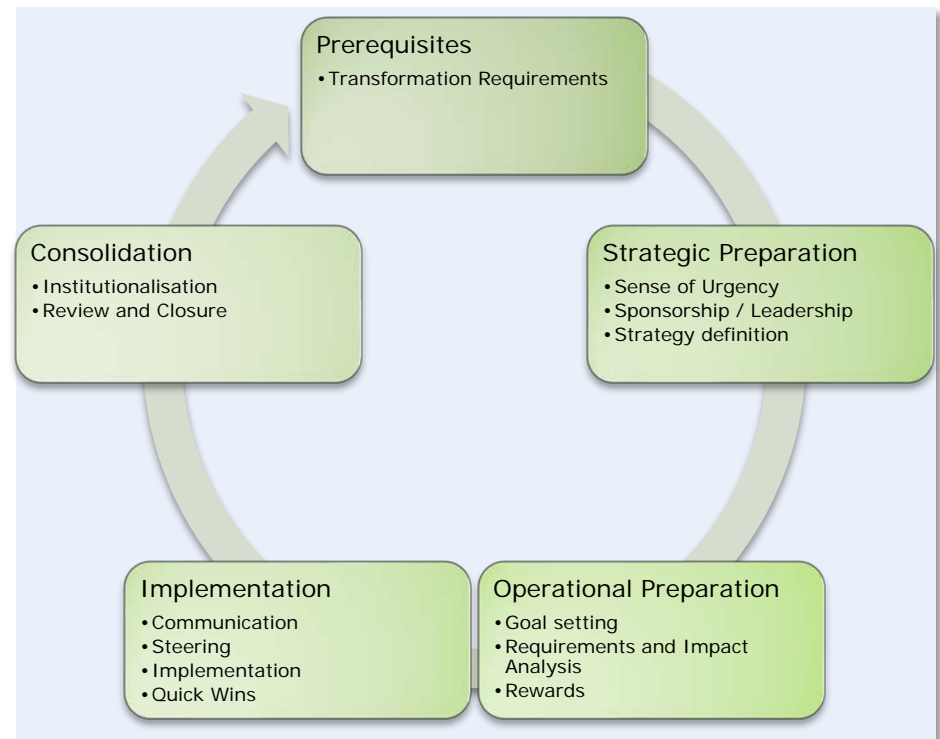 Prerequisites
•Transformation Requirements
Strategic Preparation
•Sense of Urgency
•Sponsorship / Leadership
•Strategy definition
Operational Preparation
•Goal setting
•Requirements and Impact
Analysis
•Rewards
Implementation
•Communication
•Steering
•Implementation
•Quick Wins
Consolidation
•Institutionalisation
•Review and Closure